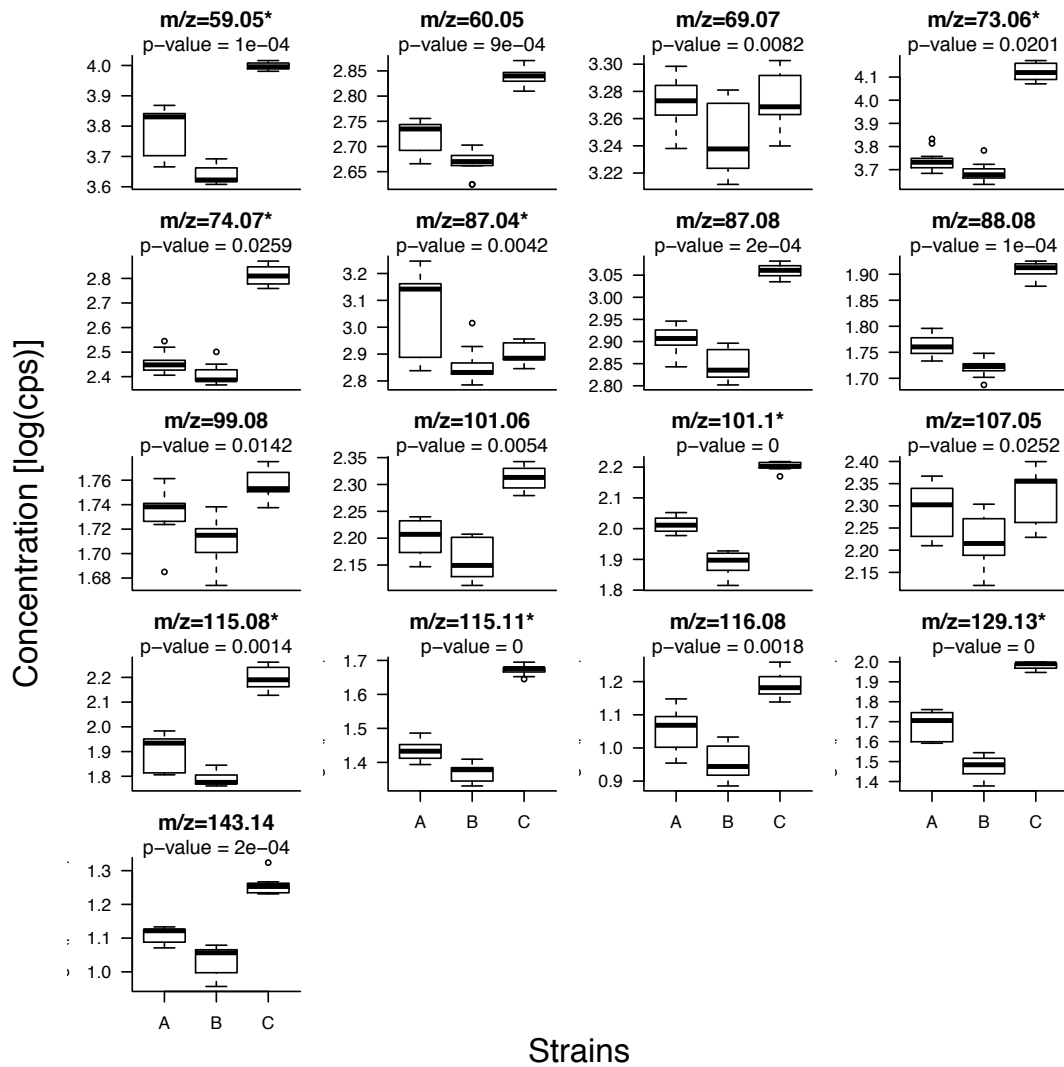 m/z=59.05*
p−value = 1e−04
4.0
3.9
3.8
3.7
3.6
m/z=60.05
p−value = 9e−04
2.85
2.80
2.75
2.70
2.65
m/z=69.07
p−value = 0.0082
3.30
3.28
3.26
3.24
3.22
m/z=73.06*
p−value = 0.0201
4.1
4.0
3.9
3.8
3.7
m/z=74.07*
p−value = 0.0259
2.8
2.7
2.6
2.5
2.4
m/z=87.04*
p−value = 0.0042
3.2
3.1
3.0
2.9
2.8
m/z=87.08
p−value = 2e−04
3.05
3.00
2.95
2.90
2.85
2.80
m/z=88.08
p−value = 1e−04
1.90
1.85
1.80
1.75
1.70
Concentration [log(cps)]
m/z=99.08
p−value = 0.0142
1.76
1.74
1.72
1.70
1.68
m/z=101.06
p−value = 0.0054
2.35
2.30
2.25
2.20
2.15
m/z=101.1*
p−value = 0
2.2
2.1
2.0
1.9
1.8
m/z=107.05
p−value = 0.0252
2.40
2.35
2.30
2.25
2.20
2.15
m/z=115.08*
p−value = 0.0014
2.2
2.1
2.0
1.9
1.8
m/z=115.11*
p−value = 0
1.7
1.6
1.5
1.4
A B C
m/z=116.08
p−value = 0.0018
1.2
1.1
1.0
0.9
A B C
m/z=129.13*
p−value = 0
2.0
1.9
1.8
1.7
1.6
1.5
1.4
A B C
m/z=143.14
p−value = 2e−04
1.3
1.2
1.1
1.0
A B C
Strains